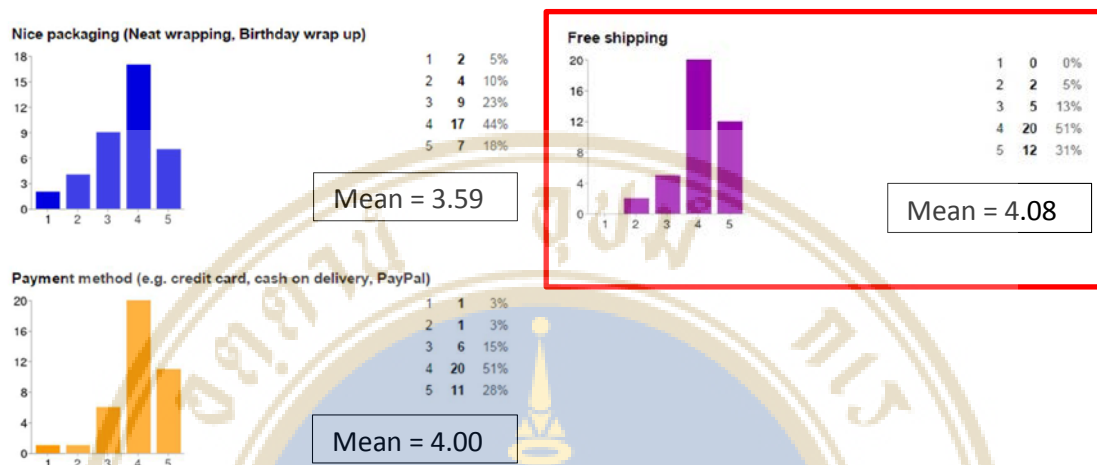 Nice packaging (Neat wrapping, Birthday wrap up)
18
15
12
9
6
3
0
1 2 3 4 5
1 2 5%
2 4 10%
3 9 23%
4 17 44%
5 7 18%
Mean = 3.59
Free shipping
20
16
12
8
4
0
1 2 3 4 5
1 0 0%
2 2 5%
3 5 13%
4 20 51%
5 12 31%
Mean = 4.08
Payment method (e.g. credit card, cash on delivery, PayPal)
20
16
12
8
4
0
1 2 3 4 5
1 1 3%
2 1 3%
3 6 15%
4 20 51%
5 11 28%
Mean = 4.00